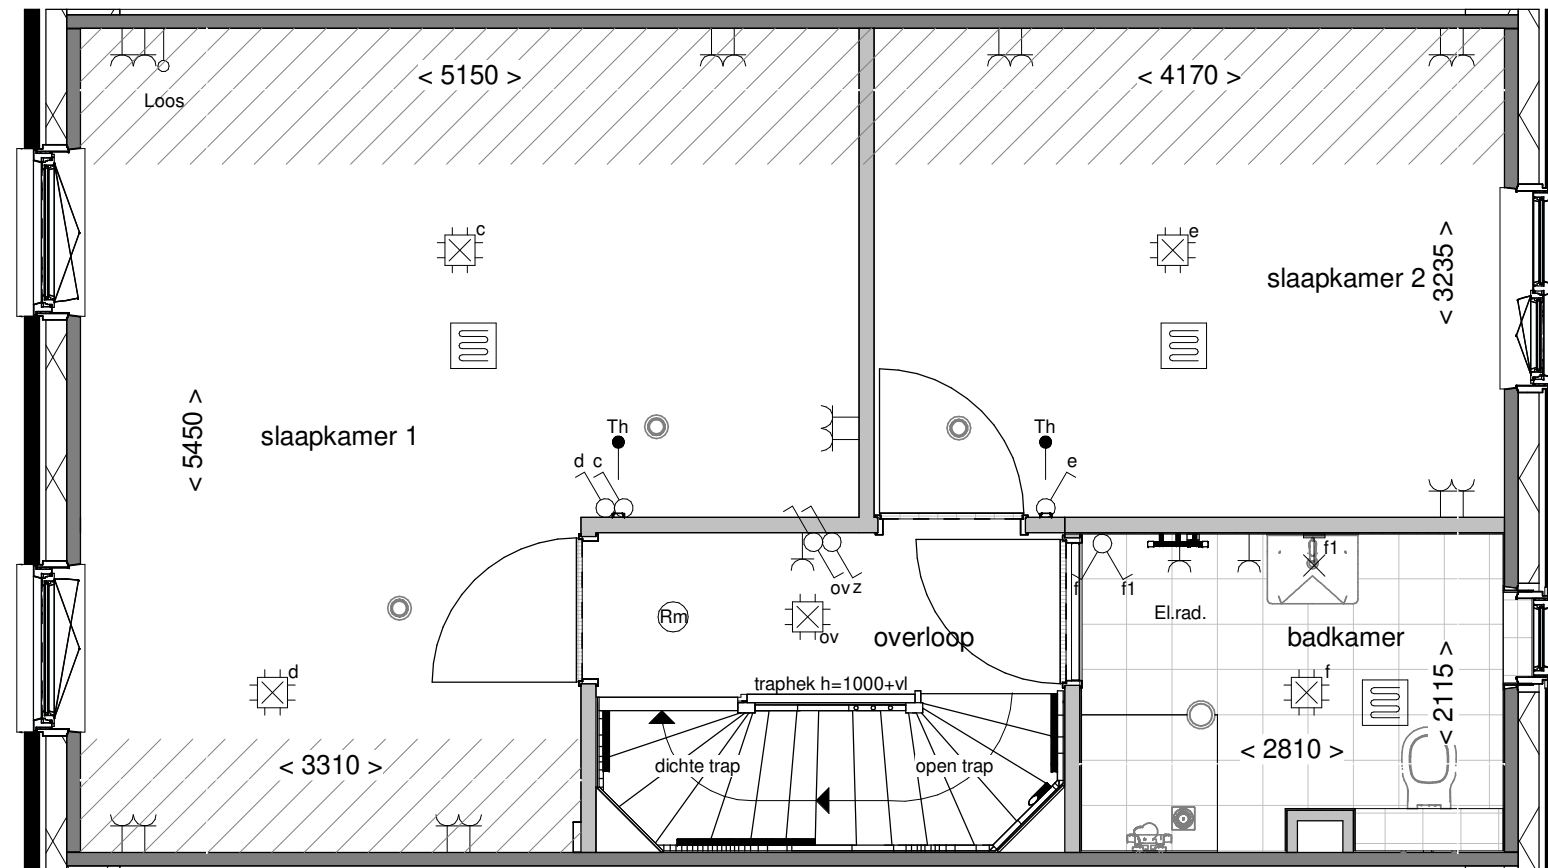 < 5150 >
< 4170 >
Loos
c
e
slaapkamer 2
< 3235 >
< 5450 >
slaapkamer 1
Th
Th
d c
e
f1
ov z
f
f1
Rm
ov
overloop
El.rad.
badkamer
d
traphek h=1000+vl
f
< 2115 >
< 3310 >
dichte trap
open trap
< 2810 >